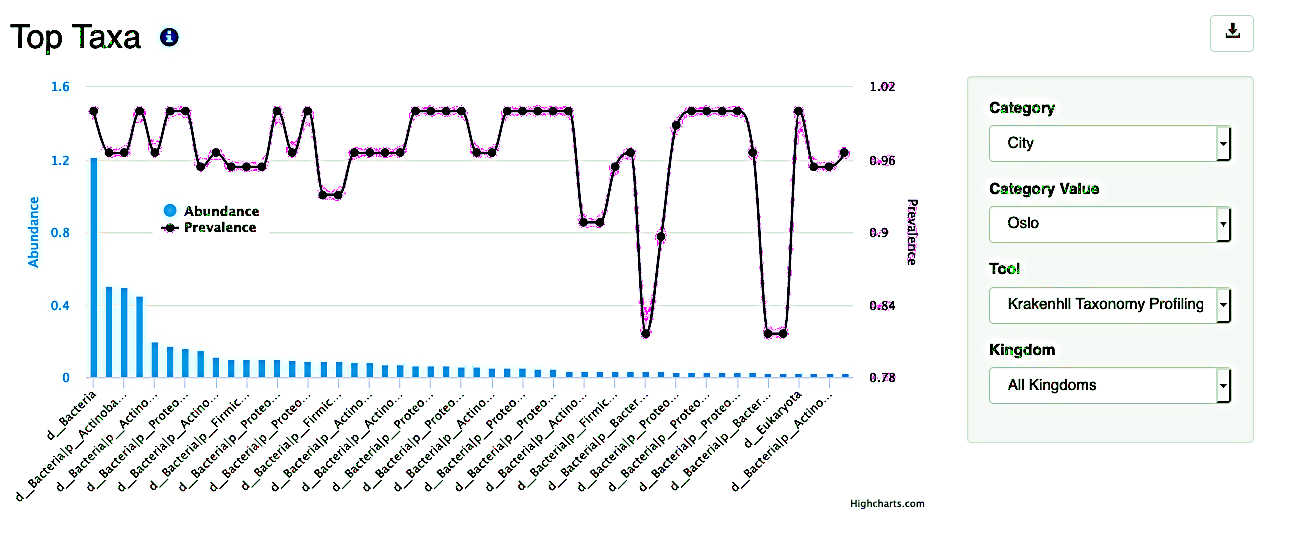 Top Taxa
1.6
1.2
0.8
0.4
0
Abundance
Abundance
Prevalence
1.02
0.96
0.9
0.84
0.78
Prevalence
d__Bacteria
d__Bacteria|p__Actinoba...
d__Bacteria|p__Actino...
d__Bacteria|p__Proteo...
d__Bacteria|p__Actino...
d__Bacteria|p__Firmic...
d__Bacteria|p__Proteo...
d__Bacteria|p__Proteo...
d__Bacteria|p__Firmic...
d__Bacteria|p__Actino...
d__Bacteria|p__Actino...
d__Bacteria|p__Proteo...
d__Bacteria|p__Proteo...
d__Bacteria|p__Actino...
d__Bacteria|p__Proteo...
d__Bacteria|p__Proteo...
d__Bacteria|p__Actino...
d__Bacteria|p__Firmic...
d__Bacteria|p__Bacter...
d__Bacteria|p__Proteo...
d__Bacteria|p__Proteo...
d__Bacteria|p__Proteo...
d__Bacteria|p__Bacter...
d__Eukaryota
d__Bacteria|p__Actino...
Highcharts.com
Category
City
Category Value
Oslo
Tool
Krakenhll Taxonomy Profiling
Kingdom
All Kingdoms